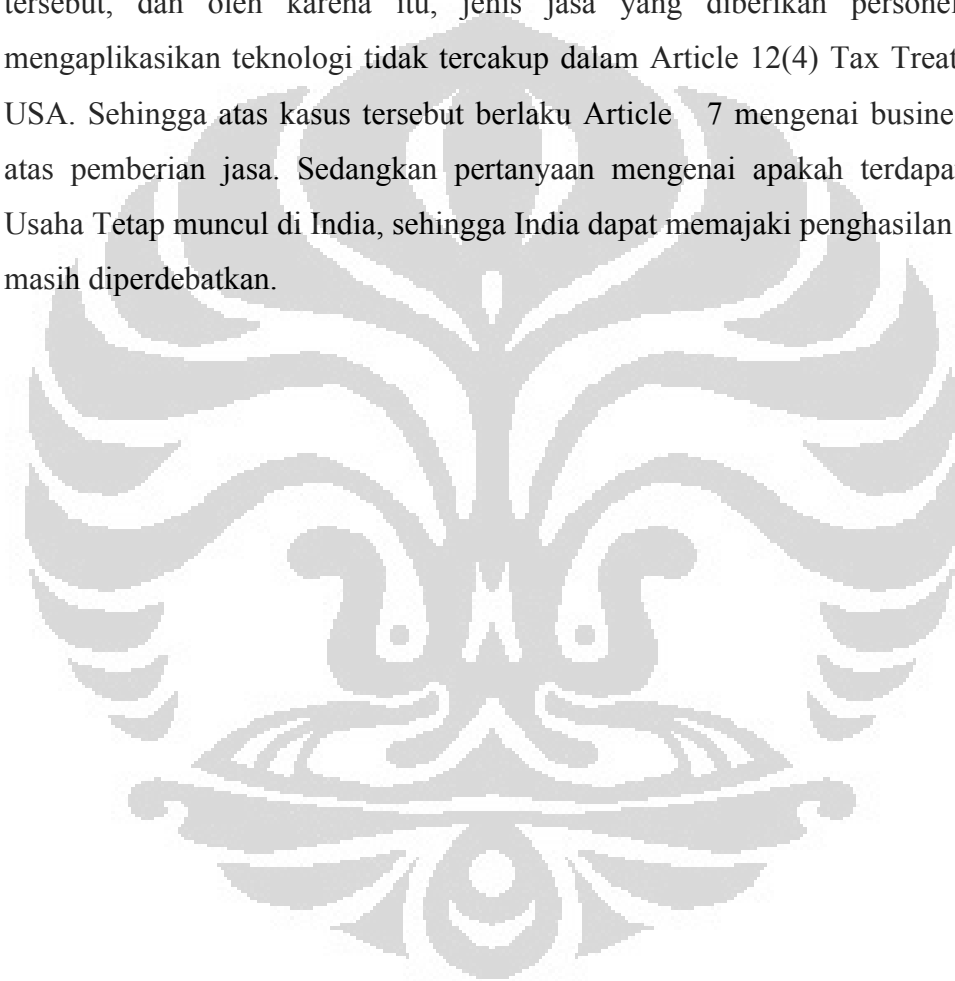 tersebut, dan oleh karena itu, jenis jasa yang diberikan personel
mengaplikasikan teknologi tidak tercakup dalam Article 12(4) Tax Treat
USA. Sehingga atas kasus tersebut berlaku Article 7 mengenai busine
atas pemberian jasa. Sedangkan pertanyaan mengenai apakah terdapa
Usaha Tetap muncul di India, sehingga India dapat memajaki penghasilan
masih diperdebatkan.